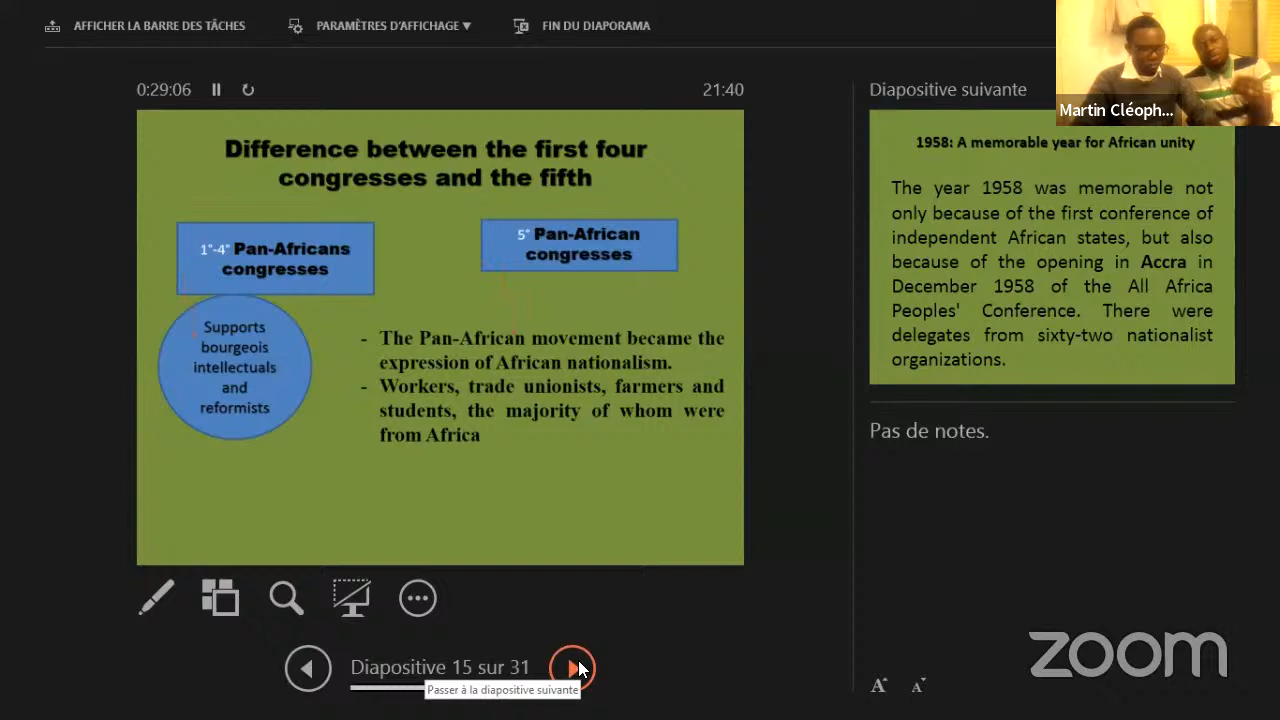 AFFICHER LA BARRE DES TÂCHES
PARAMÈTRES D'AFFICHAGE ▼
FIN DU DIAPORAMA
Martin Cléoph...
0:29:06
21:40
Diapositive suivante
Difference between the first four
congresses and the fifth
1°-4° Pan-Africans
congresses
5° Pan-African
congresses
Supports
bourgeois
intellectuals
and
reformists
- The Pan-African movement became the
expression of African nationalism.
- Workers, trade unionists, farmers and
students, the majority of whom were
from Africa
1958: A memorable year for African unity
The year 1958 was memorable not
only because of the first conference of
independent African states, but also
because of the opening in Accra in
December 1958 of the All Africa
Peoples' Conference. There were
delegates from sixty-two nationalist
organizations.
Pas de notes.
Diapositive 15 sur 31
Passer à la diapositive suivante
A A
zoom